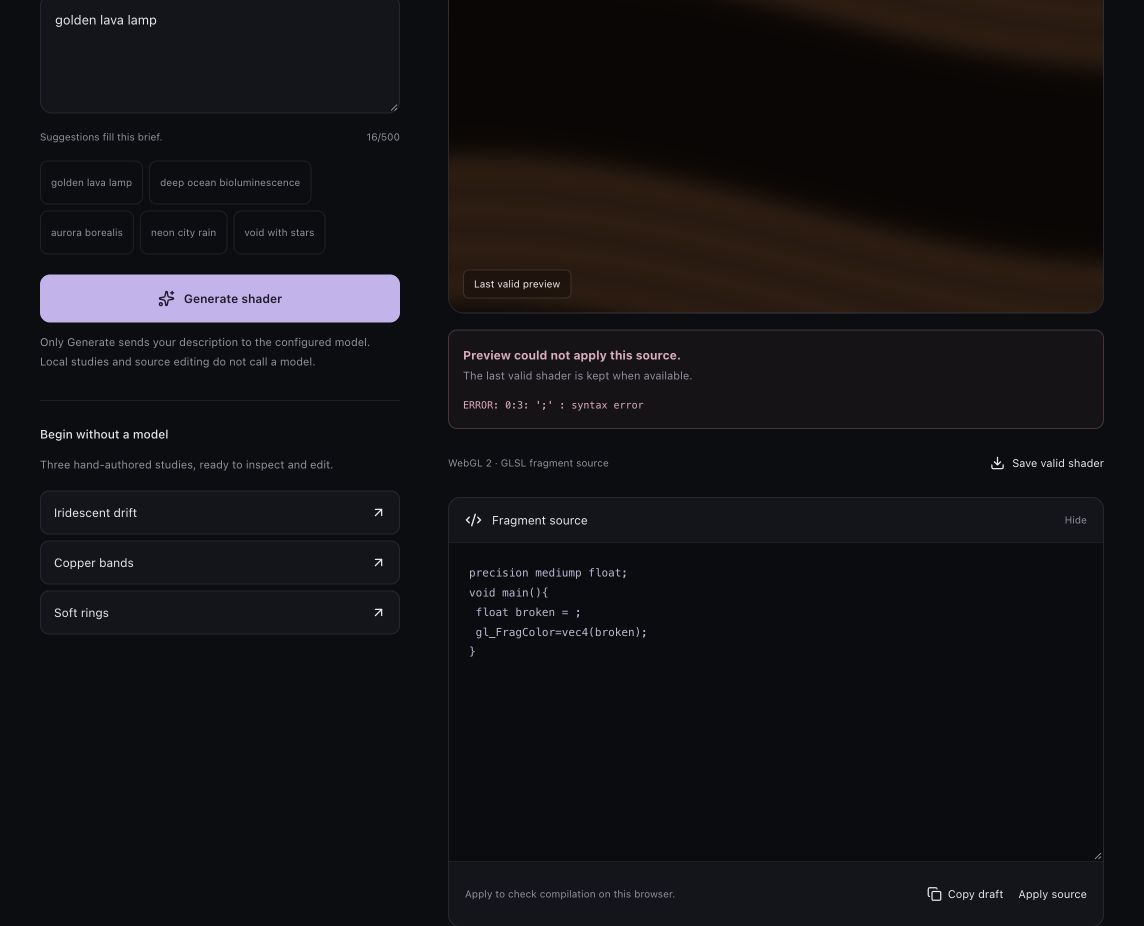 golden lava lamp
Suggestions fill this brief.
16/500
golden lava lamp
deep ocean bioluminescence
aurora borealis
neon city rain
void with stars
Generate shader
Only Generate sends your description to the configured model.
Local studies and source editing do not call a model.
Begin without a model
Three hand-authored studies, ready to inspect and edit.
Iridescent drift
Copper bands
Soft rings
Last valid preview
Preview could not apply this source.
The last valid shader is kept when available.
ERROR: 0:3: ';' : syntax error
WebGL 2 · GLSL fragment source
Save valid shader
Fragment source
Hide
precision mediump float;
void main(){
 float broken = ;
 gl_FragColor=vec4(broken);
}
Apply to check compilation on this browser.
Copy draft
Apply source